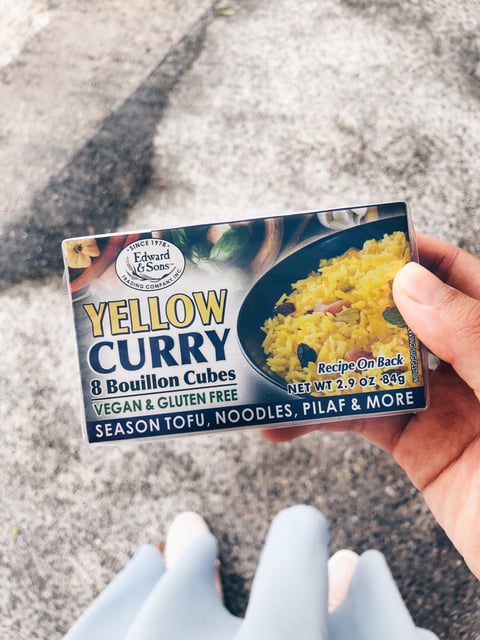 • SINCE 1978 •
Edward
& Sons™
TRADING COMPANY, INC.
YELLOW
CURRY
8 Bouillon Cubes
VEGAN & GLUTEN FREE
Recipe On Back
NET WT 2.9 OZ 84g
SEASON TOFU, NOODLES, PILAF & MORE